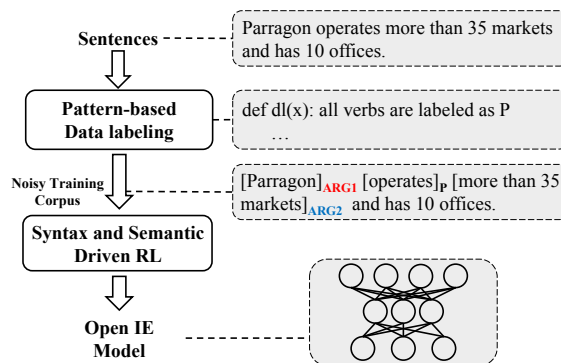 Sentences
Parragon operates more than 35 markets
and has 10 offices.
Pattern-based
Data labeling
def dl(x): all verbs are labeled as P
...
Noisy Training
Corpus
[Parragon]ARG1 [operates]P [more than 35
markets]ARG2 and has 10 offices.
Syntax and Semantic
Driven RL
Open IE
Model